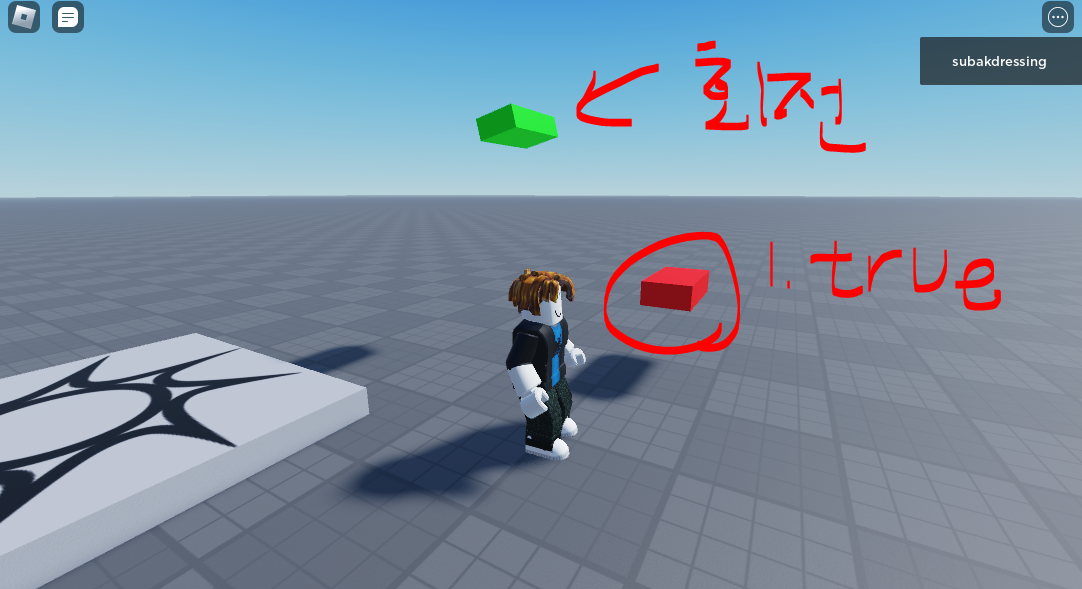 회전
subakdressing
1. true